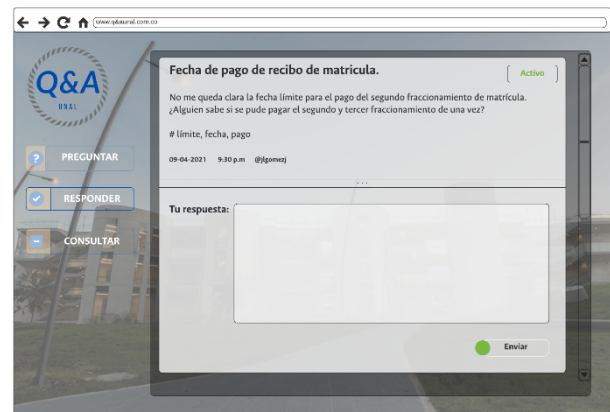 www.q&aunal.com.co
Q&A
UNAL
PREGUNTAR
RESPONDER
CONSULTAR
Fecha de pago de recibo de matricula.
Activo
No me queda clara la fecha límite para el pago del segundo fraccionamiento de matrícula.
¿Alguien sabe si se pude pagar el segundo y tercer fraccionamiento de una vez?
# límite, fecha, pago
09-04-2021 9:30 p.m @jlgomezj
Tu respuesta:
Enviar